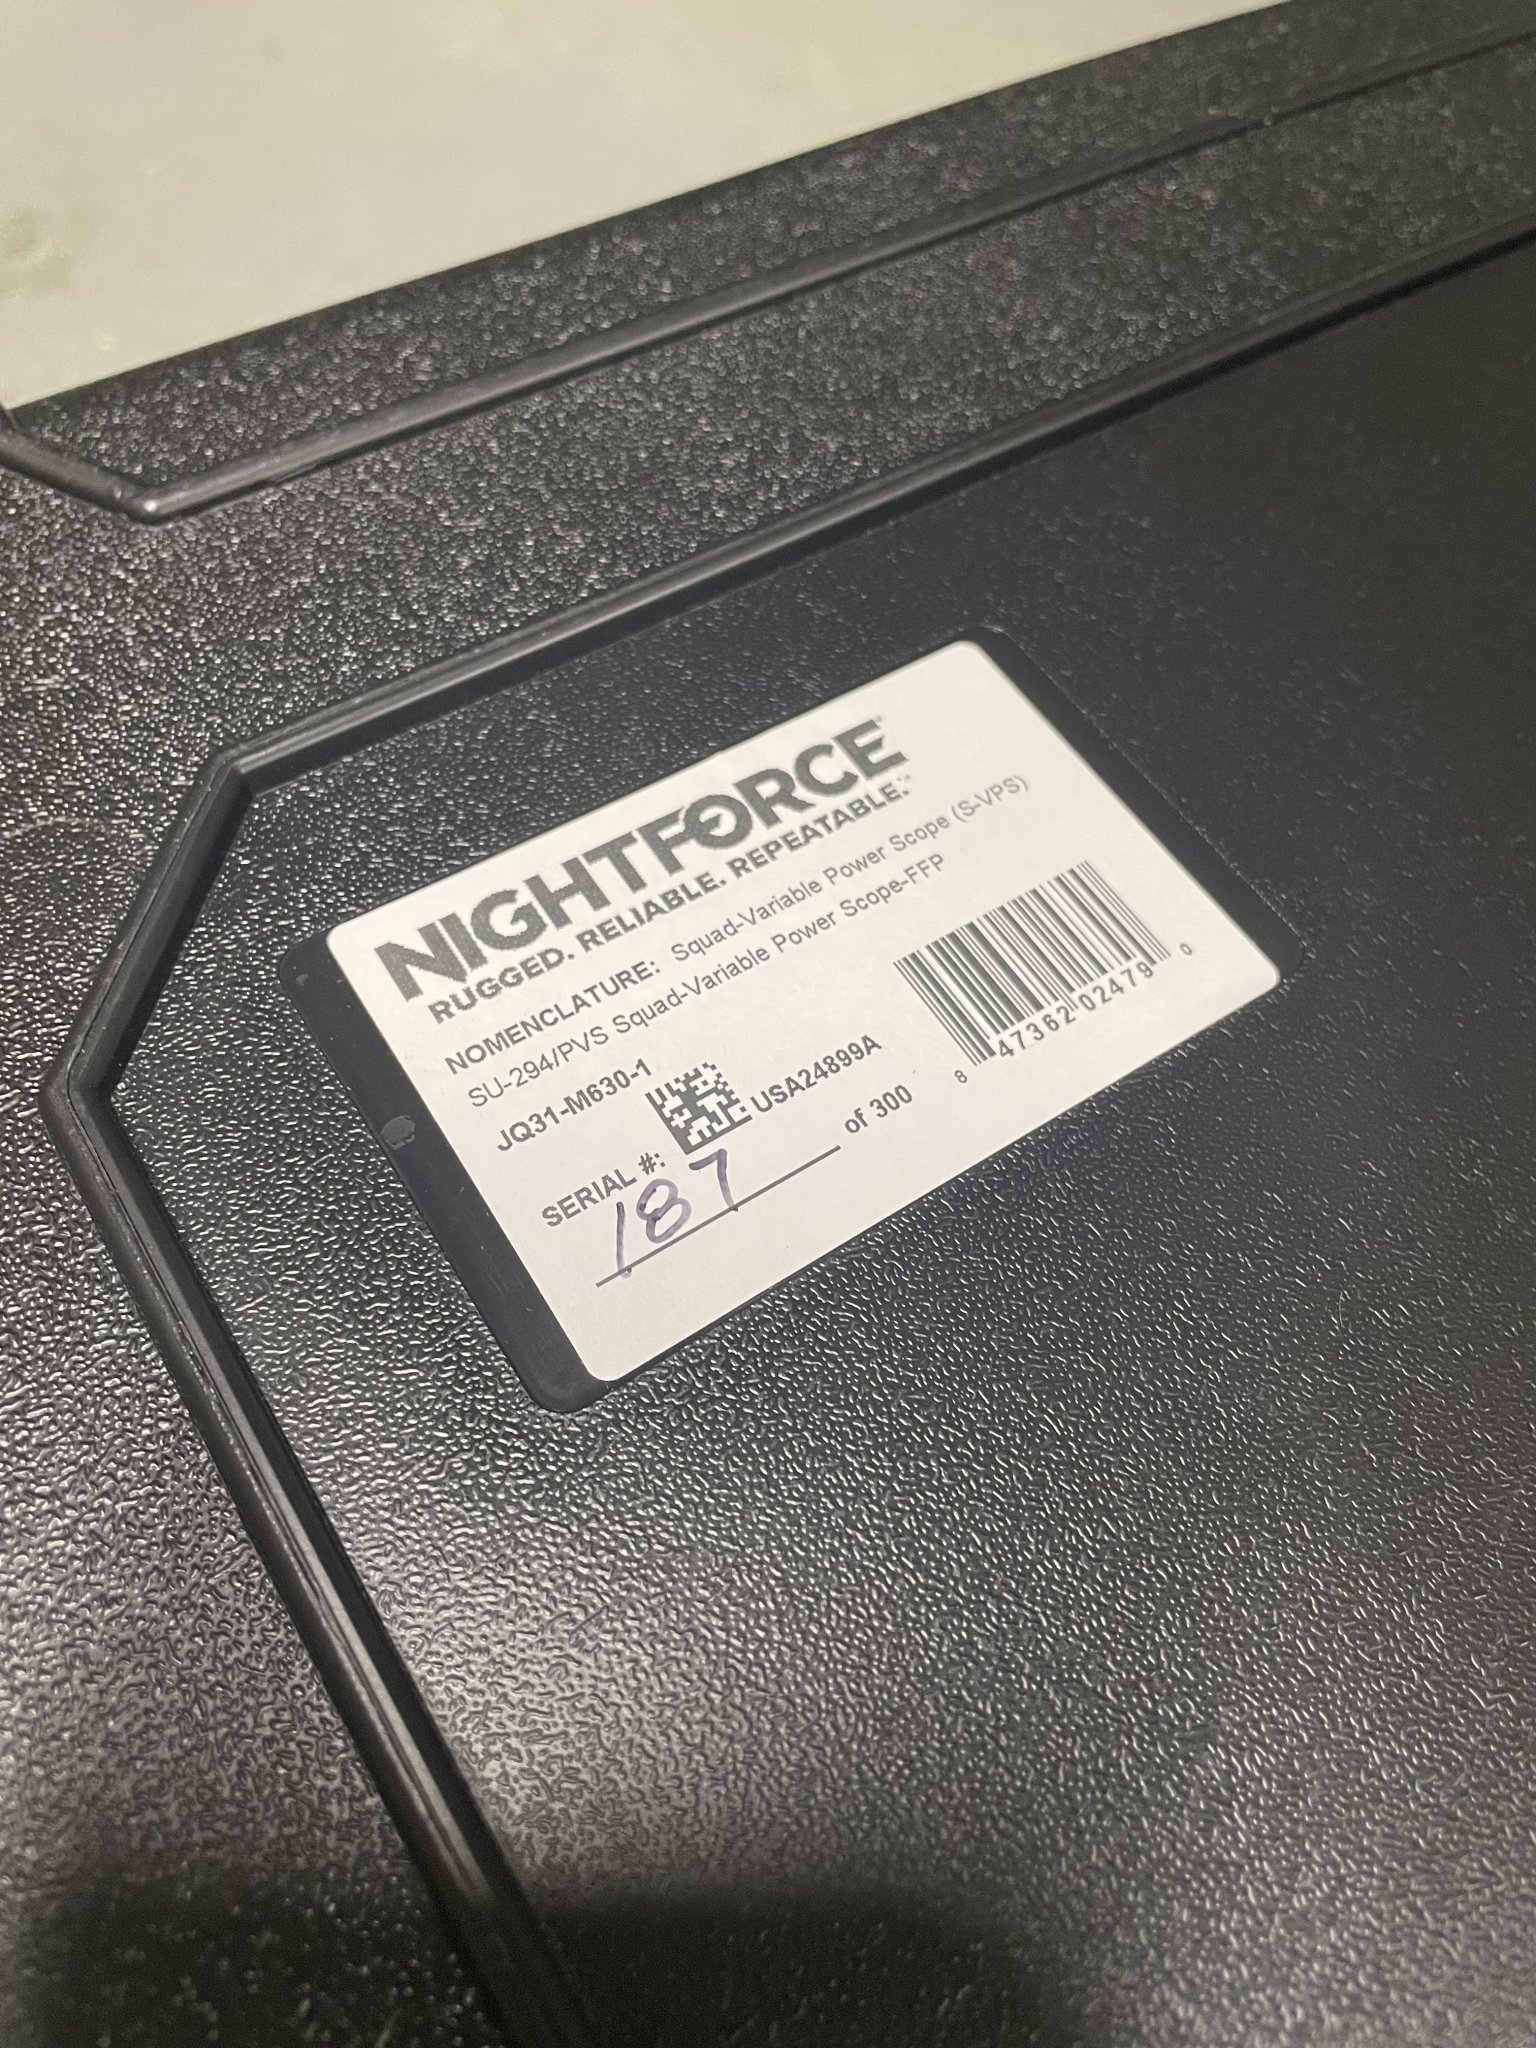 NIGHTFORCE
RUGGED. RELIABLE. REPEATABLE.
NOMENCLATURE: Squad-Variable Power Scope (S-VPS)
SU-294/PVS Squad-Variable Power Scope-FFP
JQ31-M630-1
SERIAL #: USA24899A
187 of 300
8 47362 02479 0